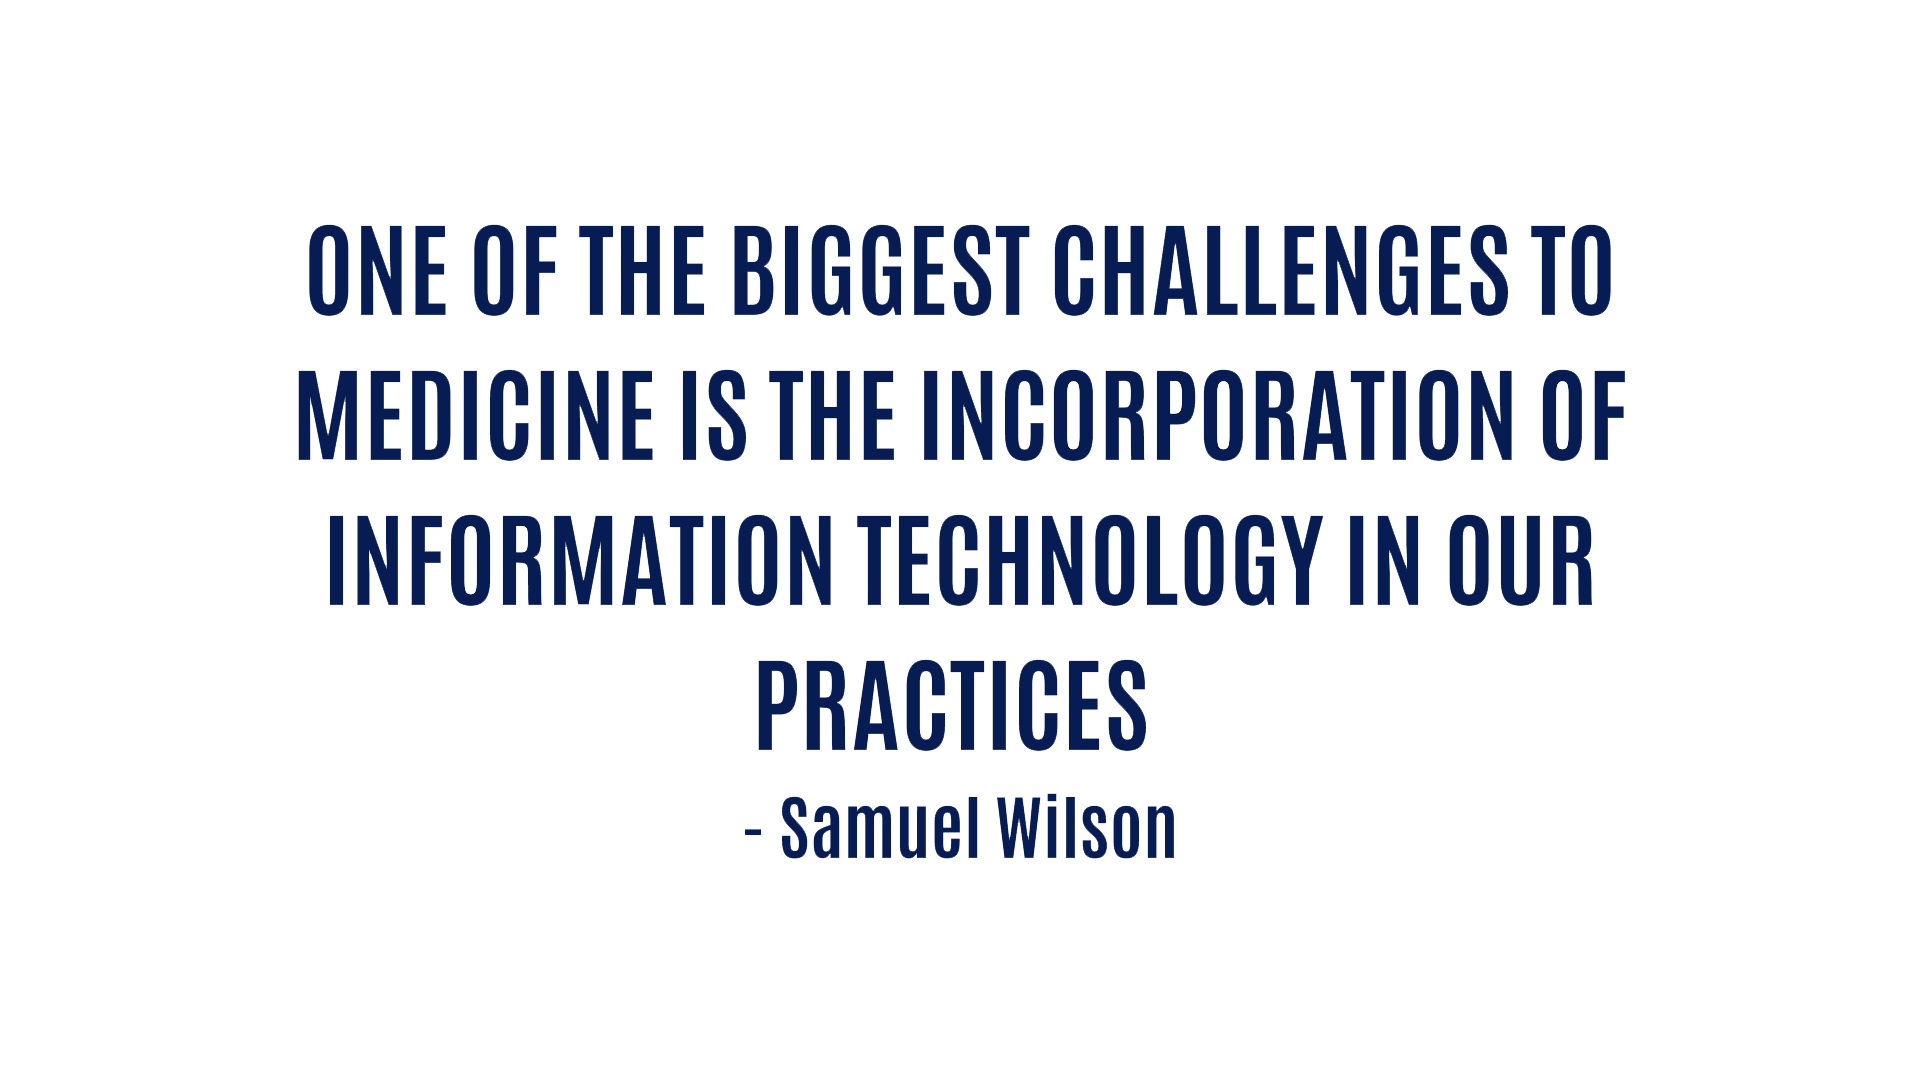 ONE OF THE BIGGEST CHALLENGES TO
MEDICINE IS THE INCORPORATION OF
INFORMATION TECHNOLOGY IN OUR
PRACTICES
- Samuel Wilson